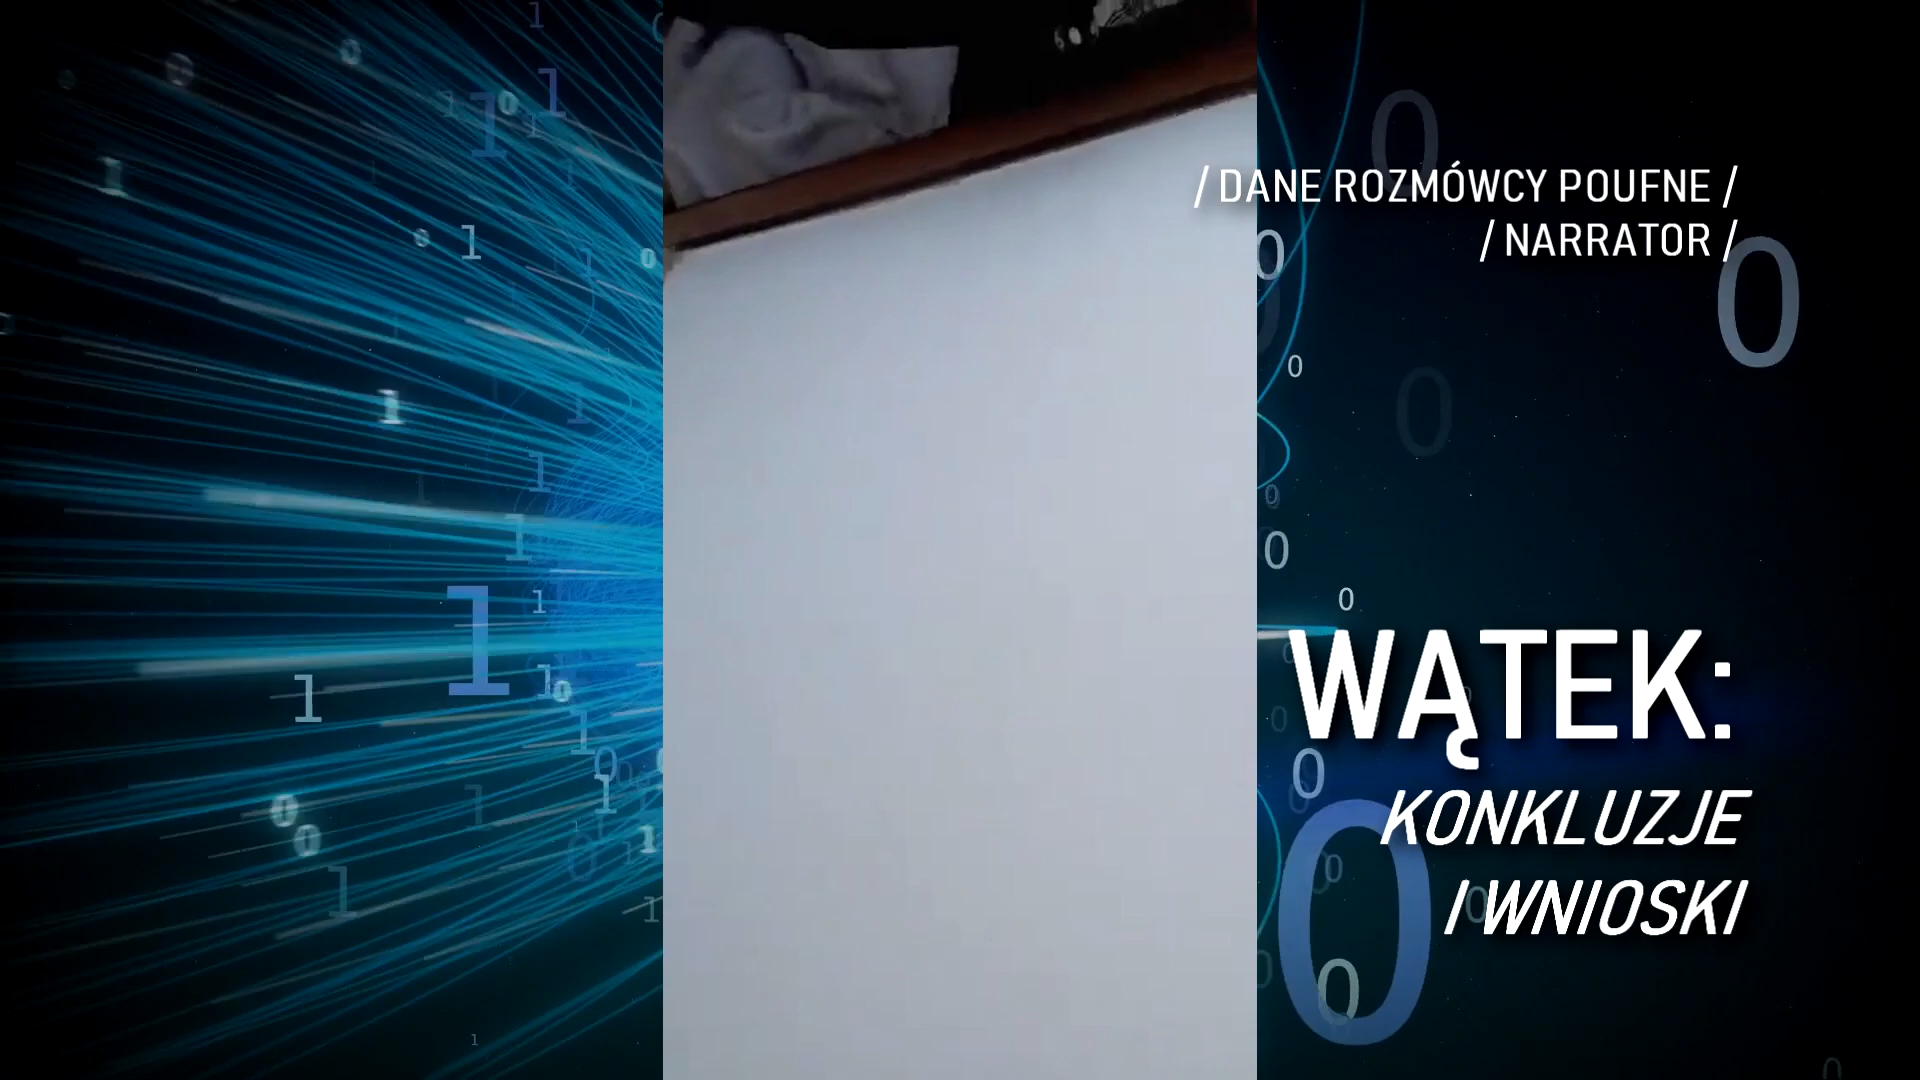 / DANE ROZMÓWCY POUFNE /
/ NARRATOR /
WĄTEK:
KONKLUZJE
I WNIOSKI